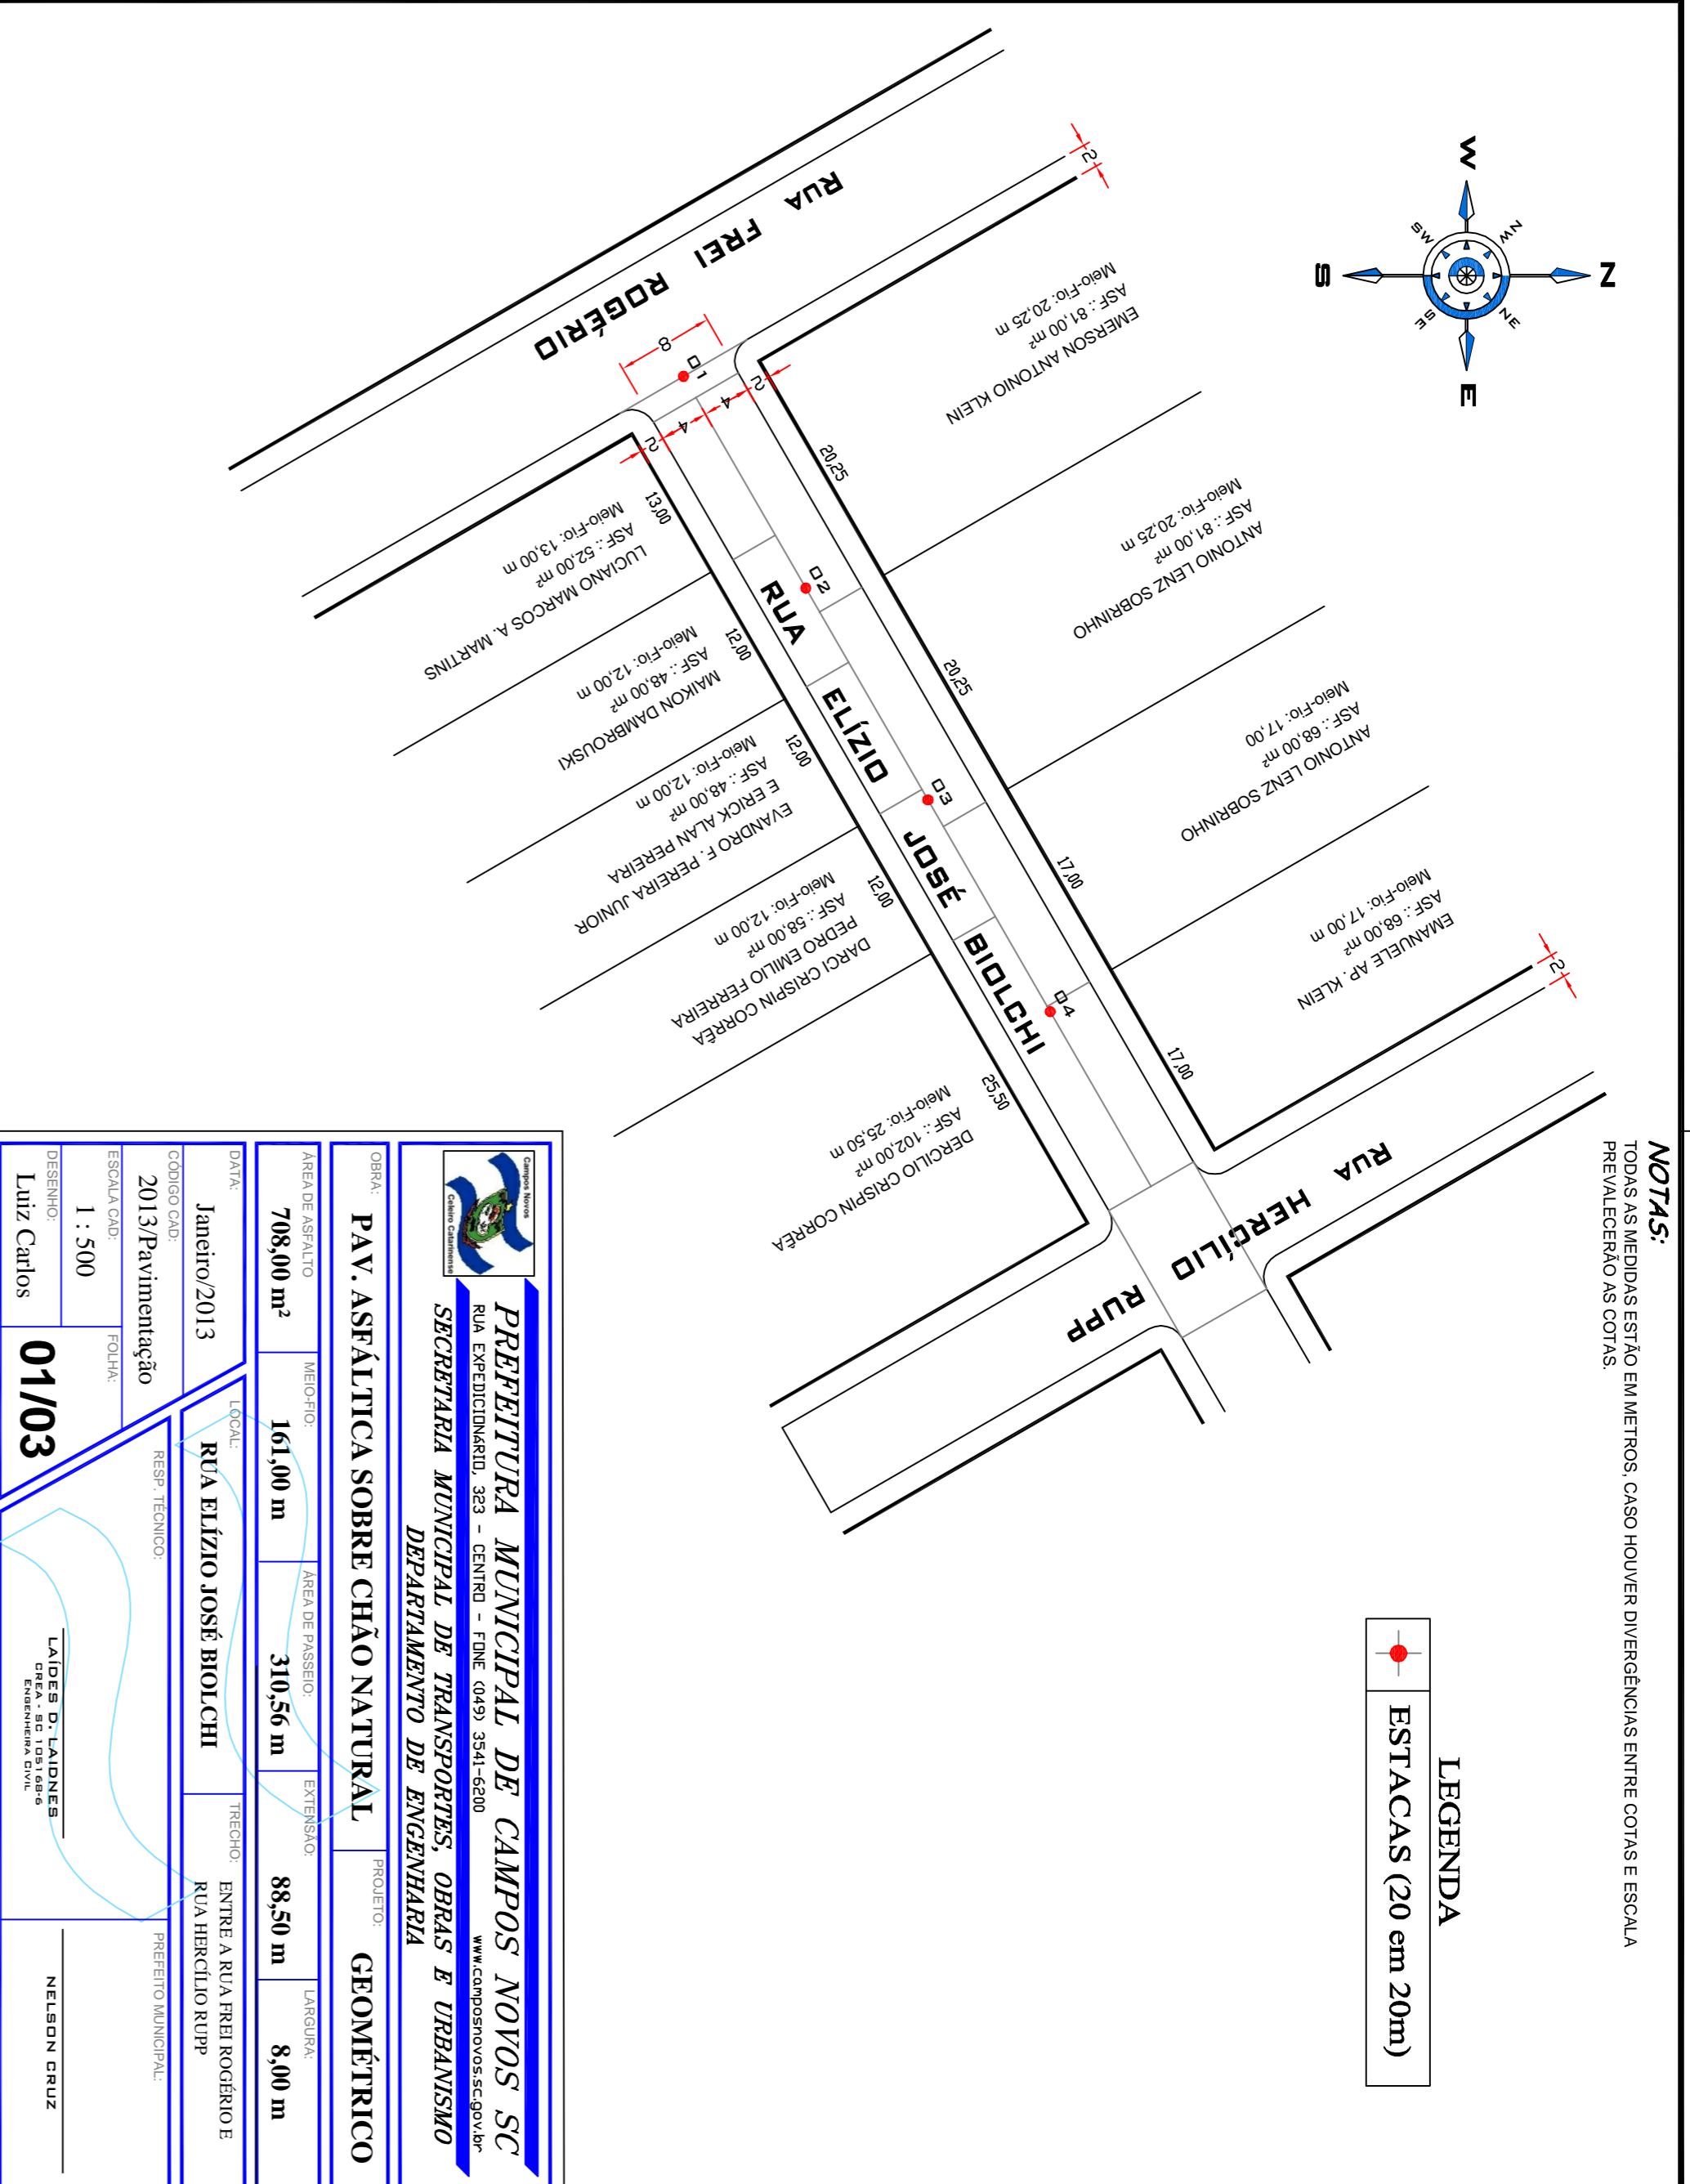 NOTAS:
TODAS AS MEDIDAS ESTÃO EM METROS, CASO HOUVER DIVERGÊNCIAS ENTRE COTAS E ESCALA
PREVALECERÃO AS COTAS.
N
NE
E
SE
S
SW
W
NW
LEGENDA
ESTACAS (20 em 20m)
RUA FREI ROGÉRIO
RUA ELÍZIO JOSÉ BIOLCHI
RUA HERCÍLIO RUPP
01
02
03
04
2
8
2
4
4
2
2
20,25
20,25
17,00
17,00
13,00
12,00
12,00
12,00
25,50
EMERSON ANTONIO KLEIN
ASF.: 81,00 m²
Meio-Fio: 20,25 m
ANTONIO LENZ SOBRINHO
ASF.: 81,00 m²
Meio-Fio: 20,25 m
ANTONIO LENZ SOBRINHO
ASF.: 68,00 m²
Meio-Fio: 17,00
EMANUELE AP. KLEIN
ASF.: 68,00 m²
Meio-Fio: 17,00 m
LUCIANO MARCOS A. MARTINS
ASF.: 52,00 m²
Meio-Fio: 13,00 m
MAIKON DAMBROUSKI
ASF.: 48,00 m²
Meio-Fio: 12,00 m
EVANDRO F. PEREIRA JUNIOR
E ERICK ALAN PEREIRA
ASF.: 48,00 m²
Meio-Fio: 12,00 m
DARCI CRISPIN CORRÊA
PEDRO EMILIO FERREIRA
ASF.: 58,00 m²
Meio-Fio: 12,00 m
DERCILIO CRISPIN CORRÊA
ASF.: 102,00 m²
Meio-Fio: 25,50 m
Campos Novos
Celeiro Catarinense
PREFEITURA MUNICIPAL DE CAMPOS NOVOS SC
RUA EXPEDICIONÁRIO, 323 - CENTRO - FONE (049) 3541-6200 www.camposnovos.sc.gov.br
SECRETARIA MUNICIPAL DE TRANSPORTES, OBRAS E URBANISMO
DEPARTAMENTO DE ENGENHARIA
OBRA:
PAV. ASFÁLTICA SOBRE CHÃO NATURAL
PROJETO:
GEOMÉTRICO
ÁREA DE ASFALTO
708,00 m²
MEIO-FIO:
161,00 m
ÁREA DE PASSEIO:
310,56 m
EXTENSÃO:
88,50 m
LARGURA:
8,00 m
DATA:
Janeiro/2013
LOCAL:
RUA ELÍZIO JOSÉ BIOLCHI
TRECHO:
ENTRE A RUA FREI ROGÉRIO E
RUA HERCÍLIO RUPP
CÓDIGO CAD:
2013/Pavimentação
ESCALA CAD:
1 : 500
DESENHO:
Luiz Carlos
FOLHA:
01/03
RESP. TÉCNICO:
LAÍDES D. LAIDNES
CREA - SC 105168-6
ENGENHEIRA CIVIL
PREFEITO MUNICIPAL:
NELSON CRUZ